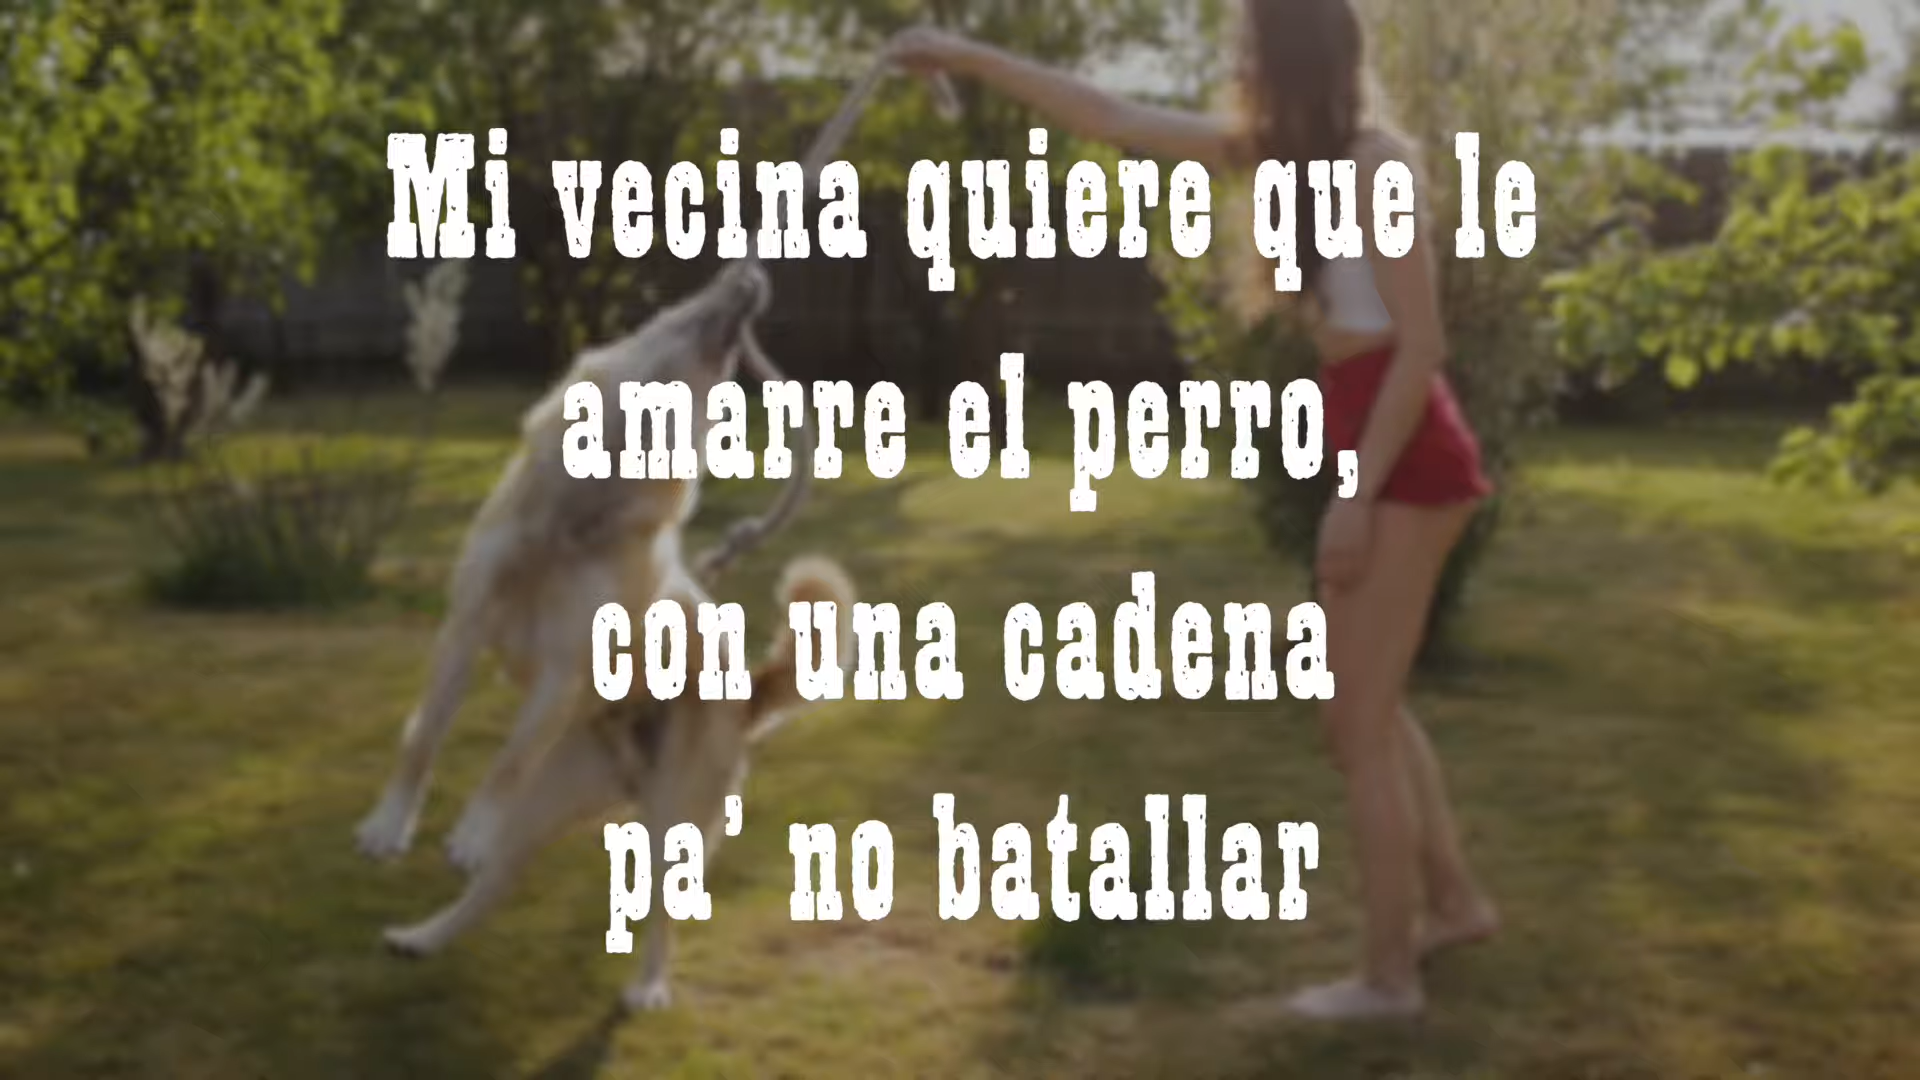 Mi vecina quiere que le
amarre el perro,
con una cadena
pa' no batallar